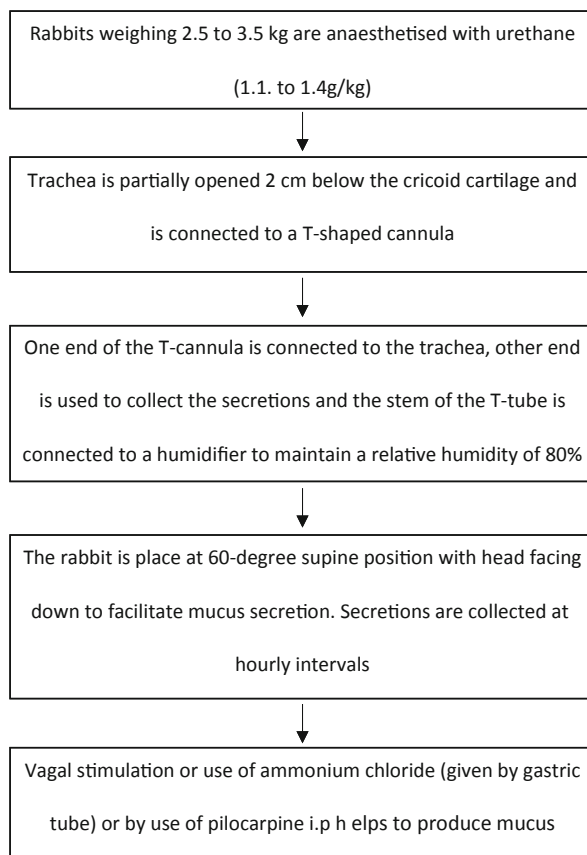 Rabbits weighing 2.5 to 3.5 kg are anaesthetised with urethane
(1.1. to 1.4g/kg)
Trachea is partially opened 2 cm below the cricoid cartilage and
is connected to a T-shaped cannula
One end of the T-cannula is connected to the trachea, other end
is used to collect the secretions and the stem of the T-tube is
connected to a humidifier to maintain a relative humidity of 80%
The rabbit is place at 60-degree supine position with head facing
down to facilitate mucus secretion. Secretions are collected at
hourly intervals
Vagal stimulation or use of ammonium chloride (given by gastric
tube) or by use of pilocarpine i.p h elps to produce mucus